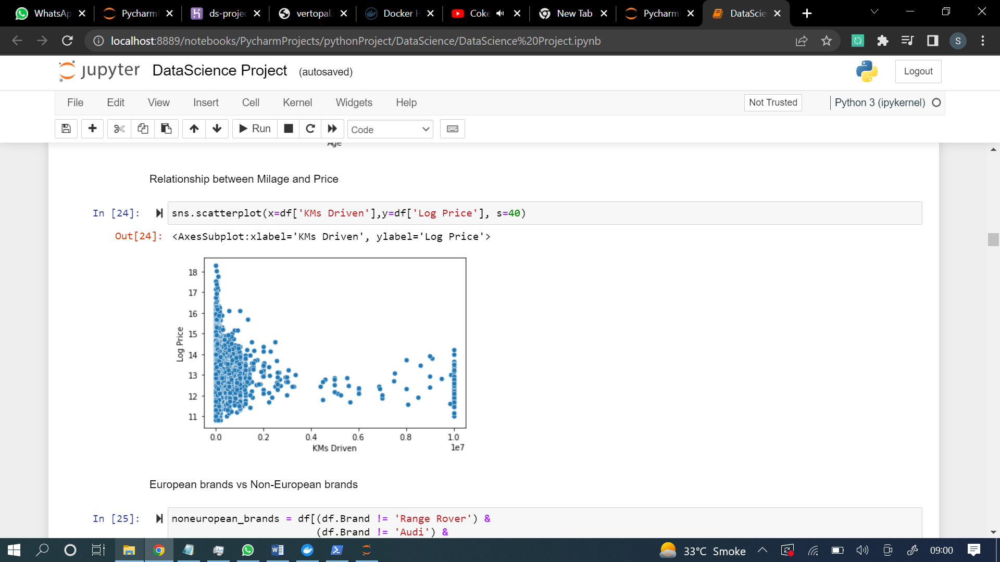 WhatsAp
Pycharm
ds-projec
vertopal.
Docker H
Coke
New Tab
Pycharm
DataScie
localhost:8889/notebooks/PycharmProjects/pythonProject/DataScience/DataScience%20Project.ipynb
S
jupyter DataScience Project (autosaved)
Logout
File Edit View Insert Cell Kernel Widgets Help
Not Trusted
Python 3 (ipykernel)
Run
Code
Age
Relationship between Milage and Price
In [24]: sns.scatterplot(x=df['KMs Driven'],y=df['Log Price'], s=40)
Out[24]: <AxesSubplot:xlabel='KMs Driven', ylabel='Log Price'>
18
17
16
15
14
13
12
11
Log Price
0.0 0.2 0.4 0.6 0.8 1.0
KMs Driven
1e7
European brands vs Non-European brands
In [25]: noneuropean_brands = df[(df.Brand != 'Range Rover') &
(df.Brand != 'Audi') &
33°C Smoke
09:00